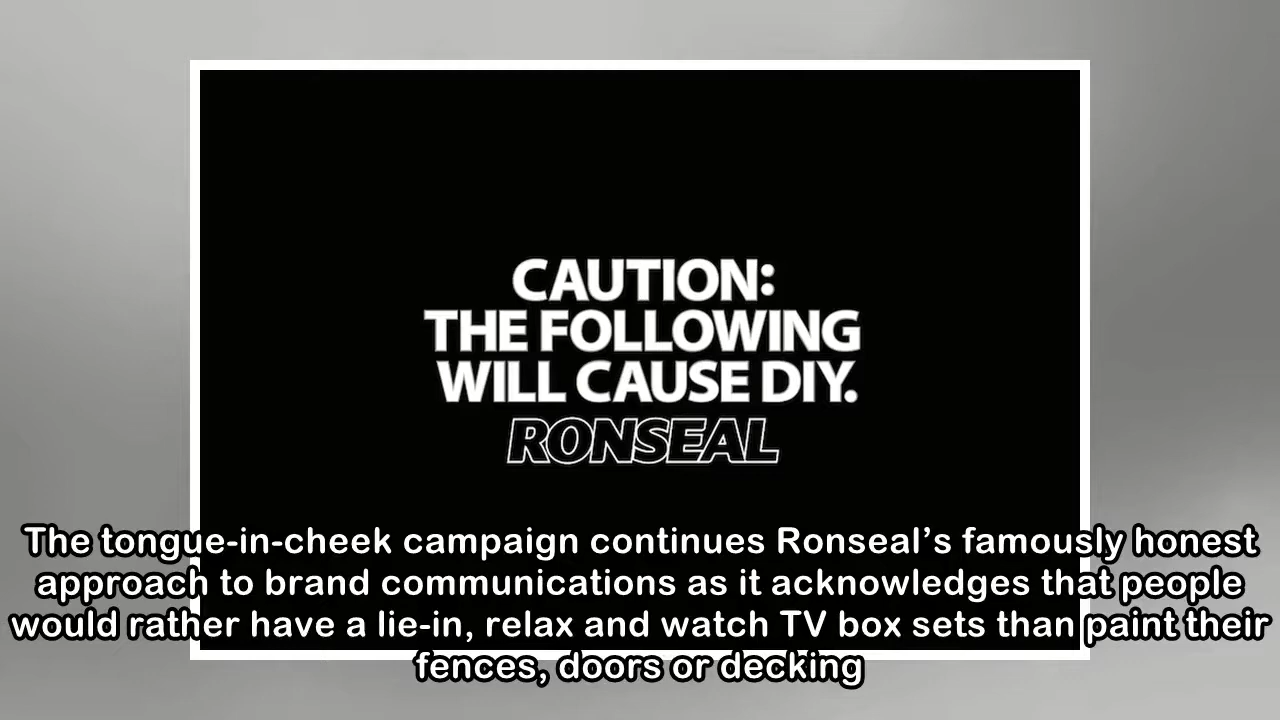 CAUTION:
THE FOLLOWING
WILL CAUSE DIY.
RONSEAL
The tongue-in-cheek campaign continues Ronseal’s famously honest
approach to brand communications as it acknowledges that people
would rather have a lie-in, relax and watch TV box sets than paint their
fences, doors or decking